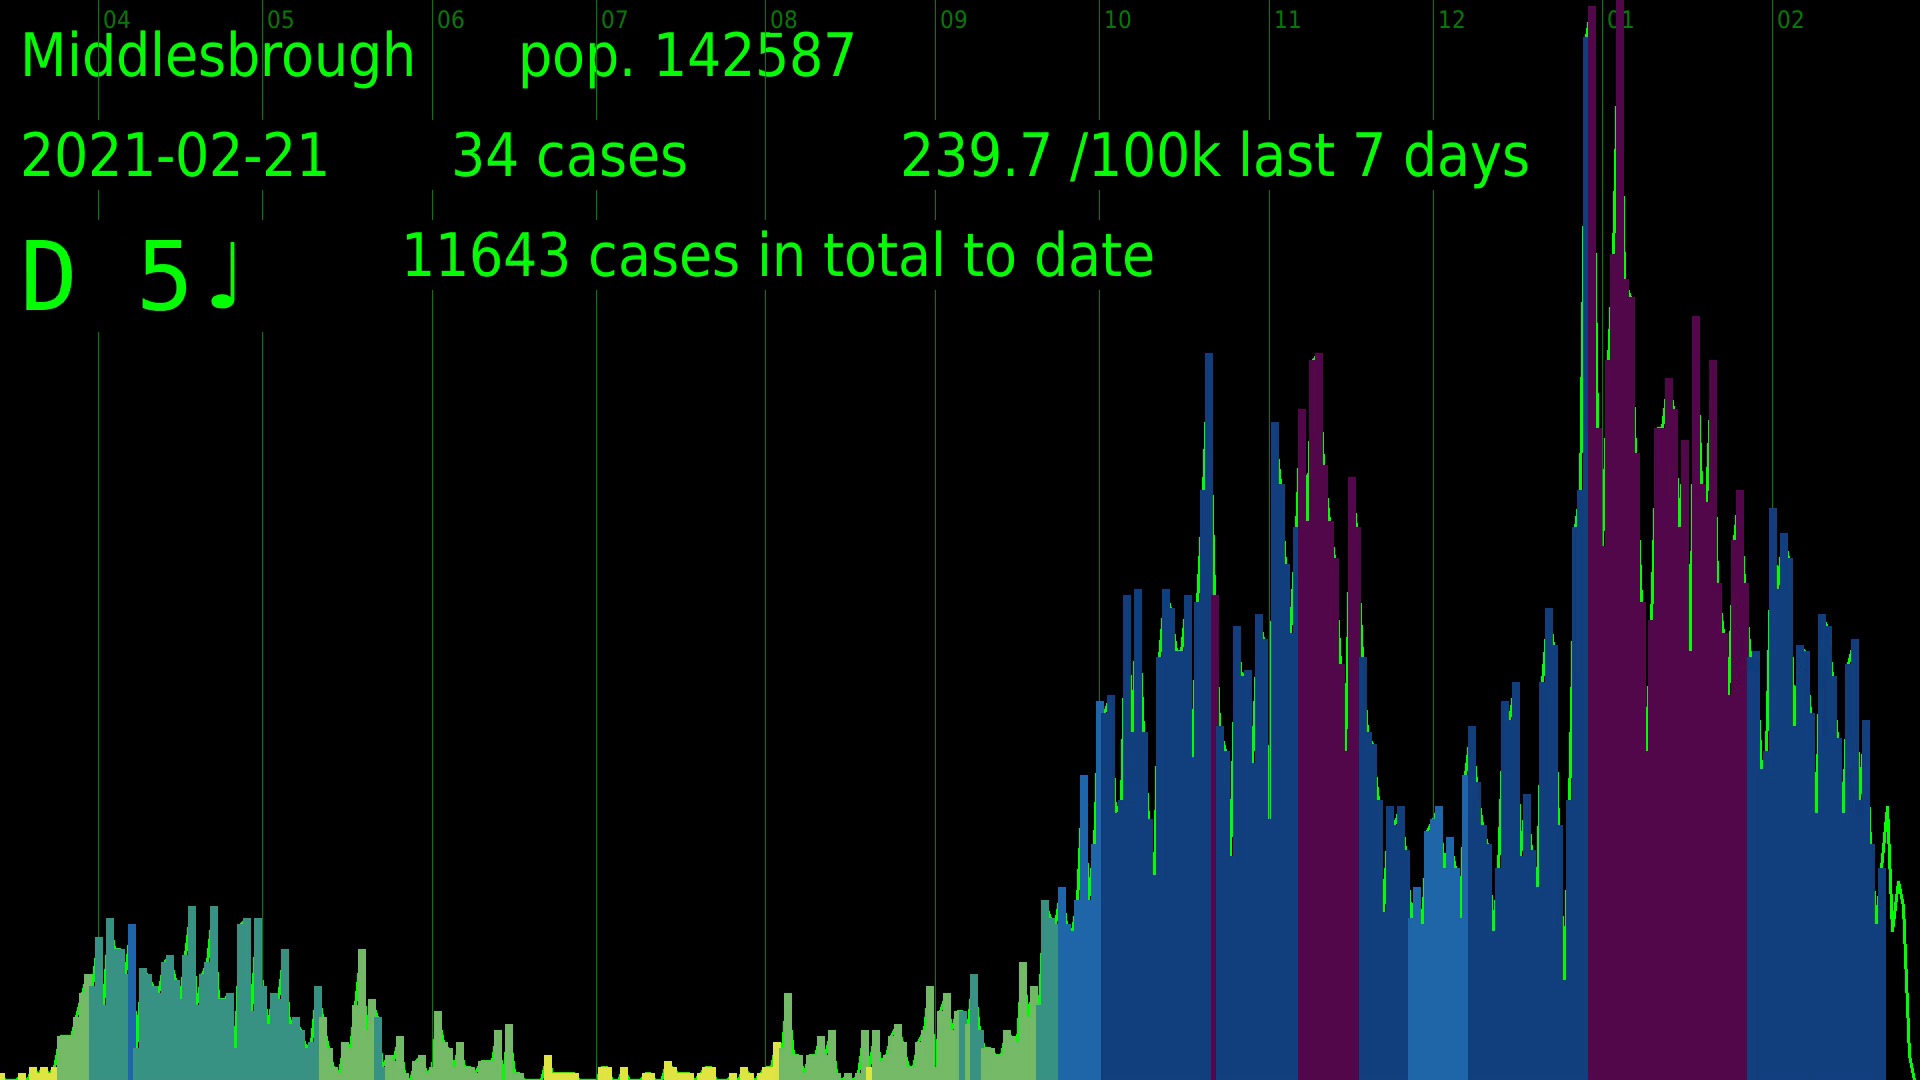 04 05 06 07 08 09 10 11 12 01 02
Middlesbrough pop. 142587
2021-02-21 34 cases 239.7 /100k last 7 days
D 5♩ 11643 cases in total to date